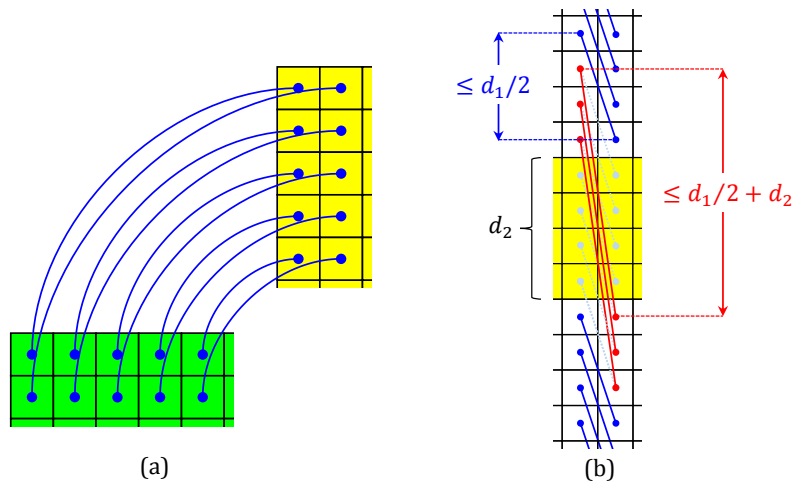 ≤ d₁/2
≤ d₁/2 + d₂
d₂
(a)
(b)